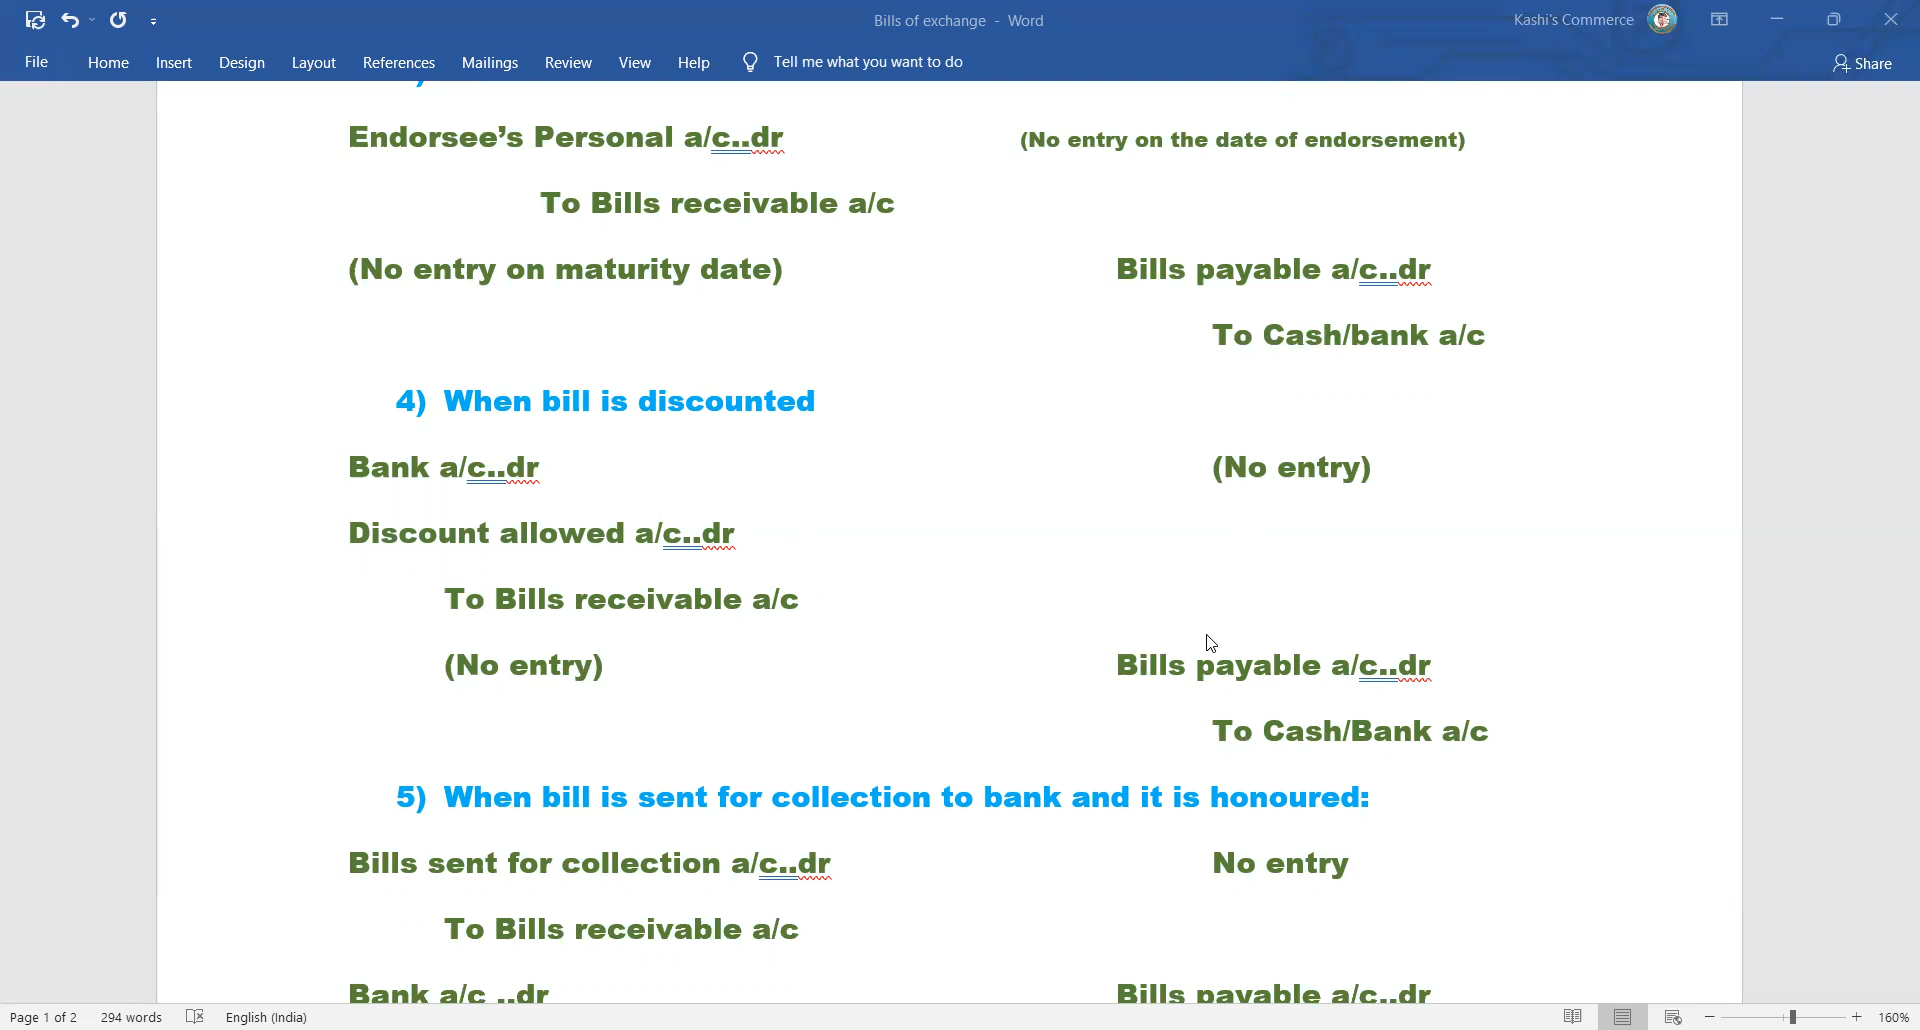 Bills of exchange - Word
Kashi's Commerce
File Home Insert Design Layout References Mailings Review View Help Tell me what you want to do Share
Endorsee’s Personal a/c..dr (No entry on the date of endorsement)
To Bills receivable a/c
(No entry on maturity date) Bills payable a/c..dr
To Cash/bank a/c
4) When bill is discounted
Bank a/c..dr (No entry)
Discount allowed a/c..dr
To Bills receivable a/c
(No entry) Bills payable a/c..dr
To Cash/Bank a/c
5) When bill is sent for collection to bank and it is honoured:
Bills sent for collection a/c..dr No entry
To Bills receivable a/c
Bank a/c ..dr Bills payable a/c..dr
Page 1 of 2 294 words English (India) 160%